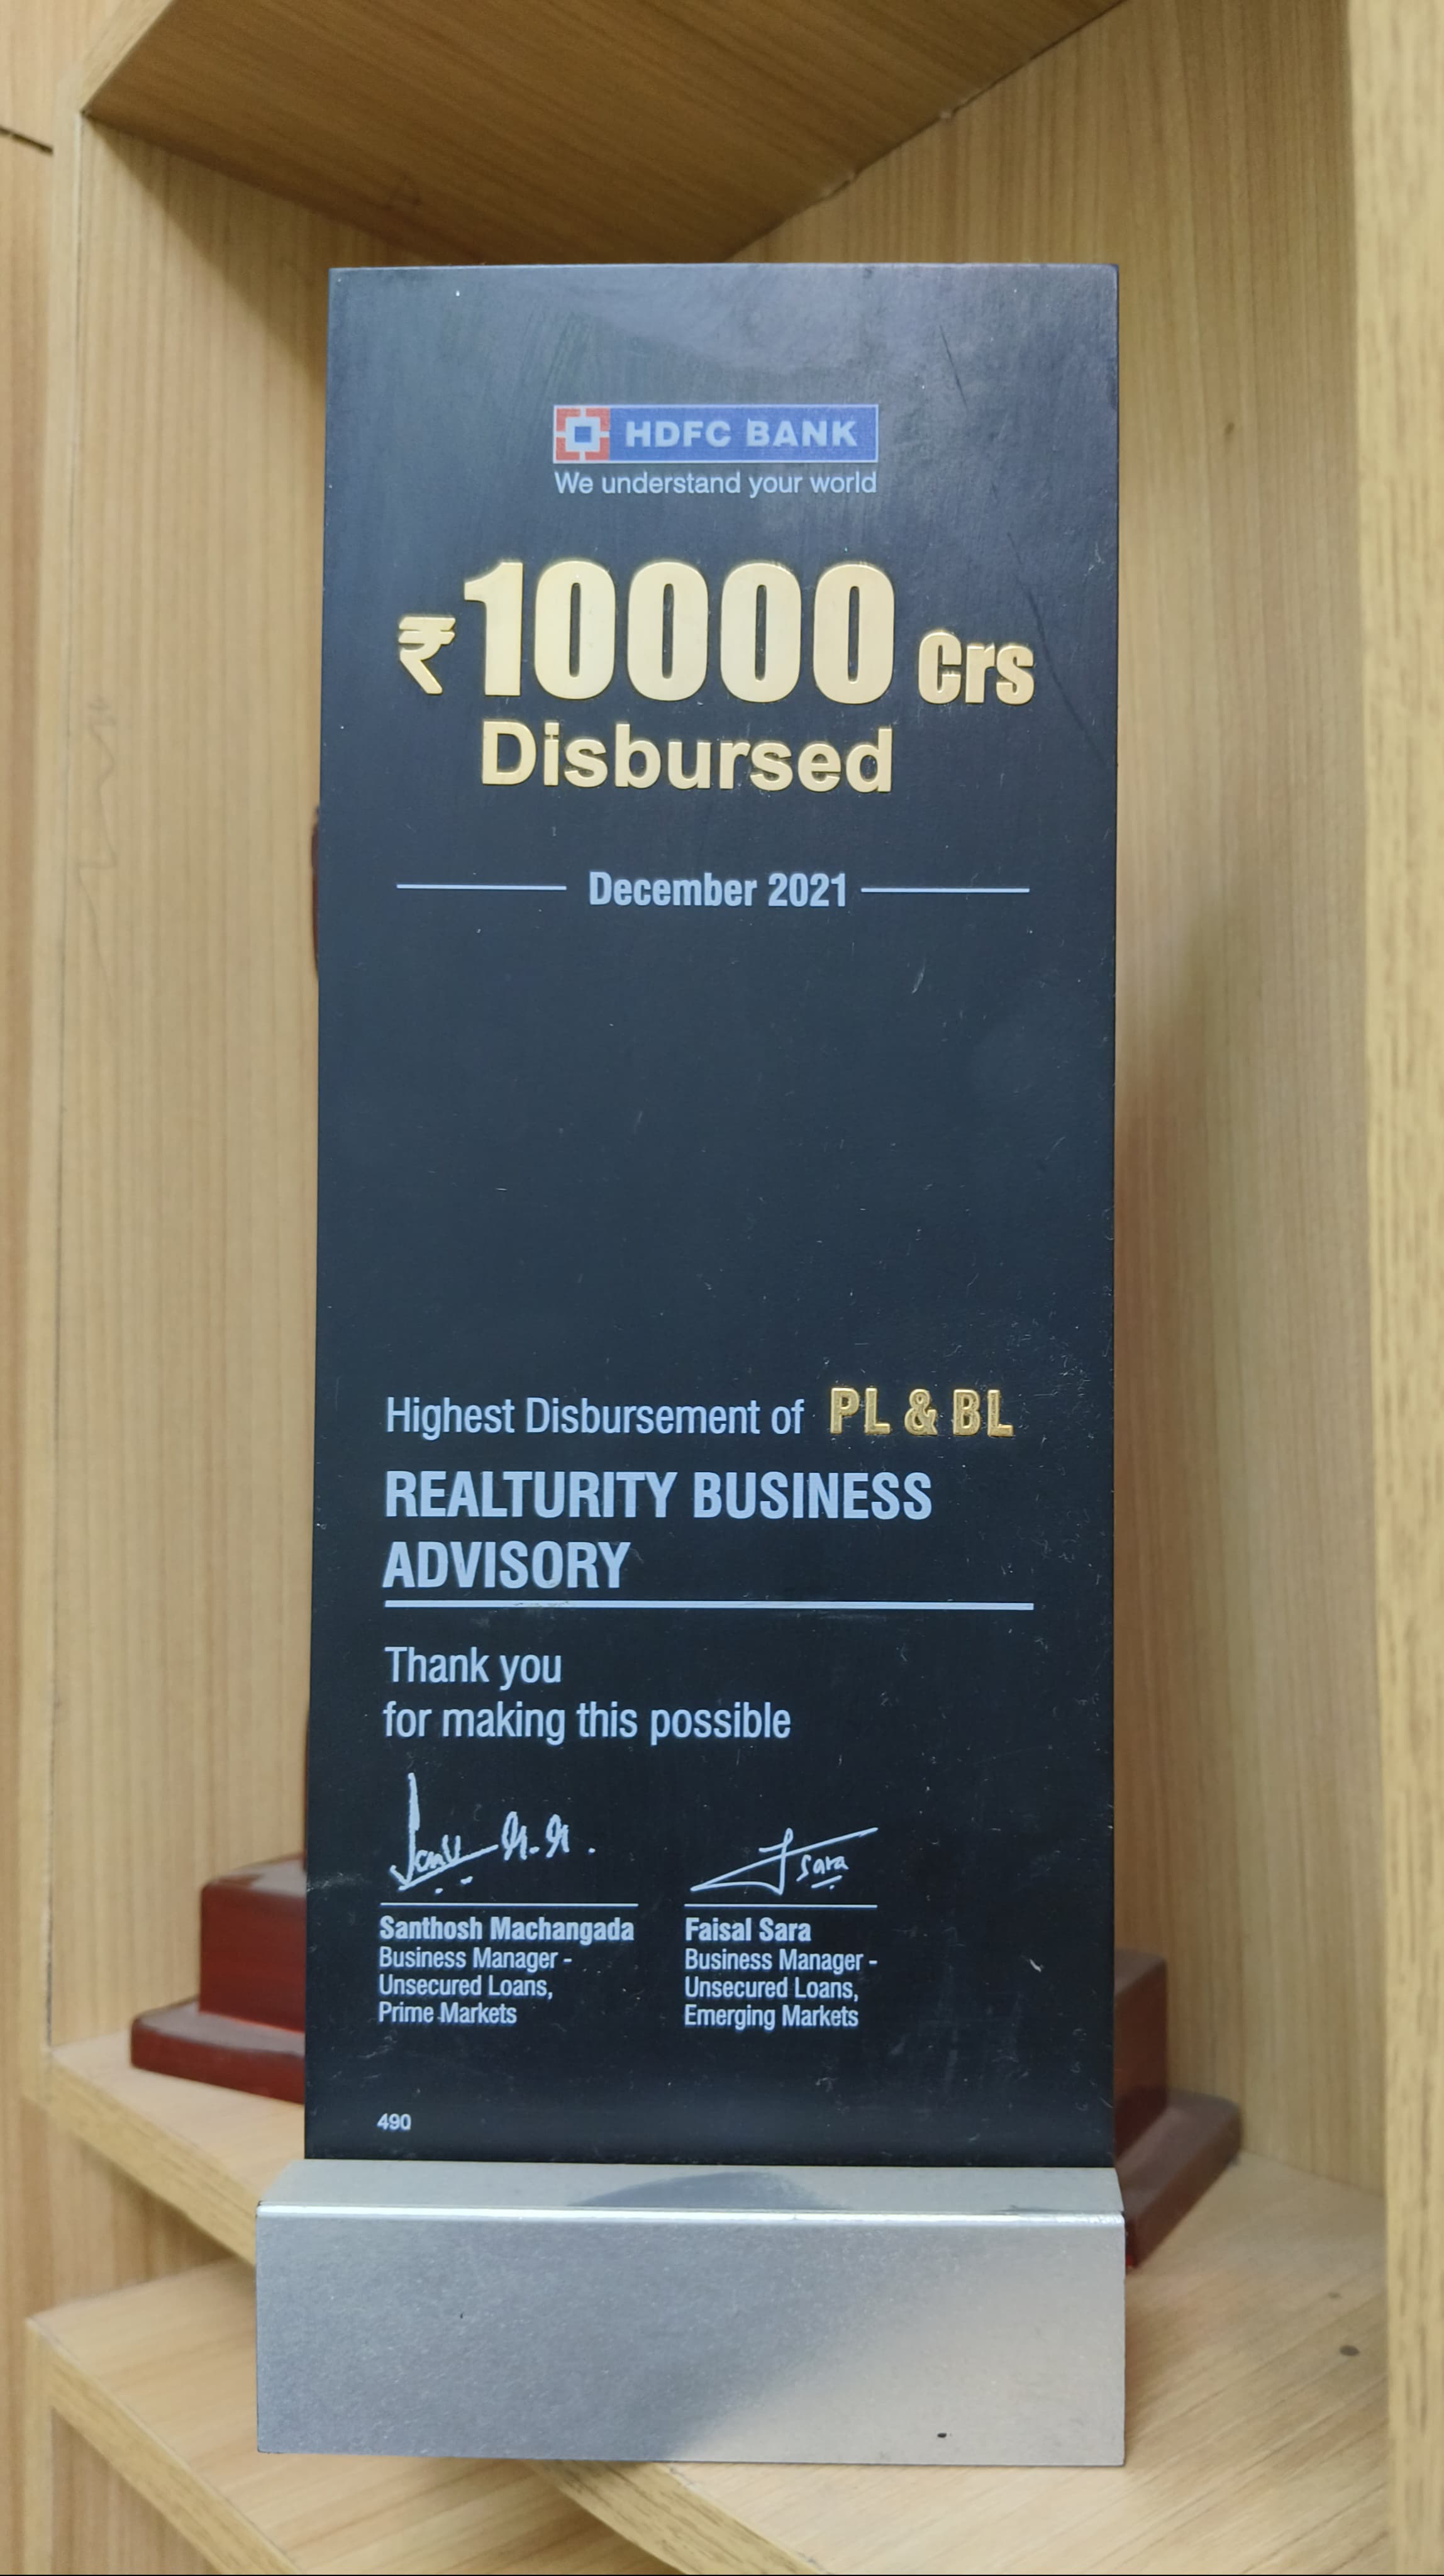 HDFC BANK
We understand your world
₹10000 Crs
Disbursed
December 2021
Highest Disbursement of PL & BL
REALTURITY BUSINESS
ADVISORY
Thank you
for making this possible
Santhosh Machangada
Business Manager -
Unsecured Loans,
Prime Markets
Sara
Faisal Sara
Business Manager -
Unsecured Loans,
Emerging Markets
490